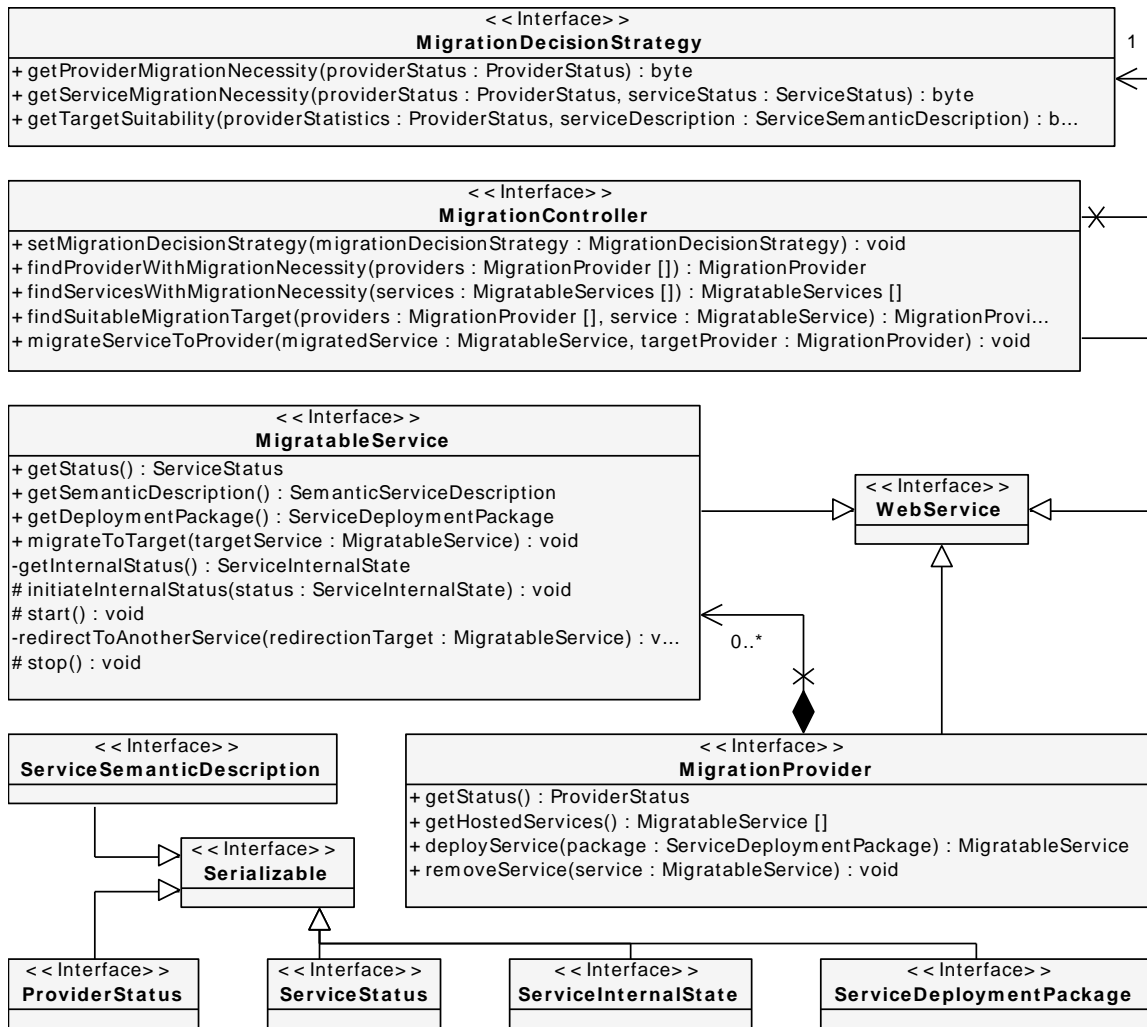 <<Interface>>
MigrationDecisionStrategy
+ getProviderMigrationNecessity(providerStatus : ProviderStatus) : byte
+ getServiceMigrationNecessity(providerStatus : ProviderStatus, serviceStatus : ServiceStatus) : byte
+ getTargetSuitability(providerStatistics : ProviderStatus, serviceDescription : ServiceSemanticDescription) : b...
1
<<Interface>>
MigrationController
+ setMigrationDecisionStrategy(migrationDecisionStrategy : MigrationDecisionStrategy) : void
+ findProviderWithMigrationNecessity(providers : MigrationProvider []) : MigrationProvider
+ findServicesWithMigrationNecessity(services : MigratableServices []) : MigratableServices []
+ findSuitableMigrationTarget(providers : MigrationProvider [], service : MigratableService) : MigrationProvi...
+ migrateServiceToProvider(migratedService : MigratableService, targetProvider : MigrationProvider) : void
<<Interface>>
MigratableService
+ getStatus() : ServiceStatus
+ getSemanticDescription() : SemanticServiceDescription
+ getDeploymentPackage() : ServiceDeploymentPackage
+ migrateToTarget(targetService : MigratableService) : void
-getInternalStatus() : ServiceInternalState
# initiateInternalStatus(status : ServiceInternalState) : void
# start() : void
-redirectToAnotherService(redirectionTarget : MigratableService) : v...
# stop() : void
<<Interface>>
WebService
0..*
<<Interface>>
ServiceSemanticDescription
<<Interface>>
MigrationProvider
+ getStatus() : ProviderStatus
+ getHostedServices() : MigratableService []
+ deployService(package : ServiceDeploymentPackage) : MigratableService
+ removeService(service : MigratableService) : void
<<Interface>>
Serializable
<<Interface>>
ProviderStatus
<<Interface>>
ServiceStatus
<<Interface>>
ServiceInternalState
<<Interface>>
ServiceDeploymentPackage